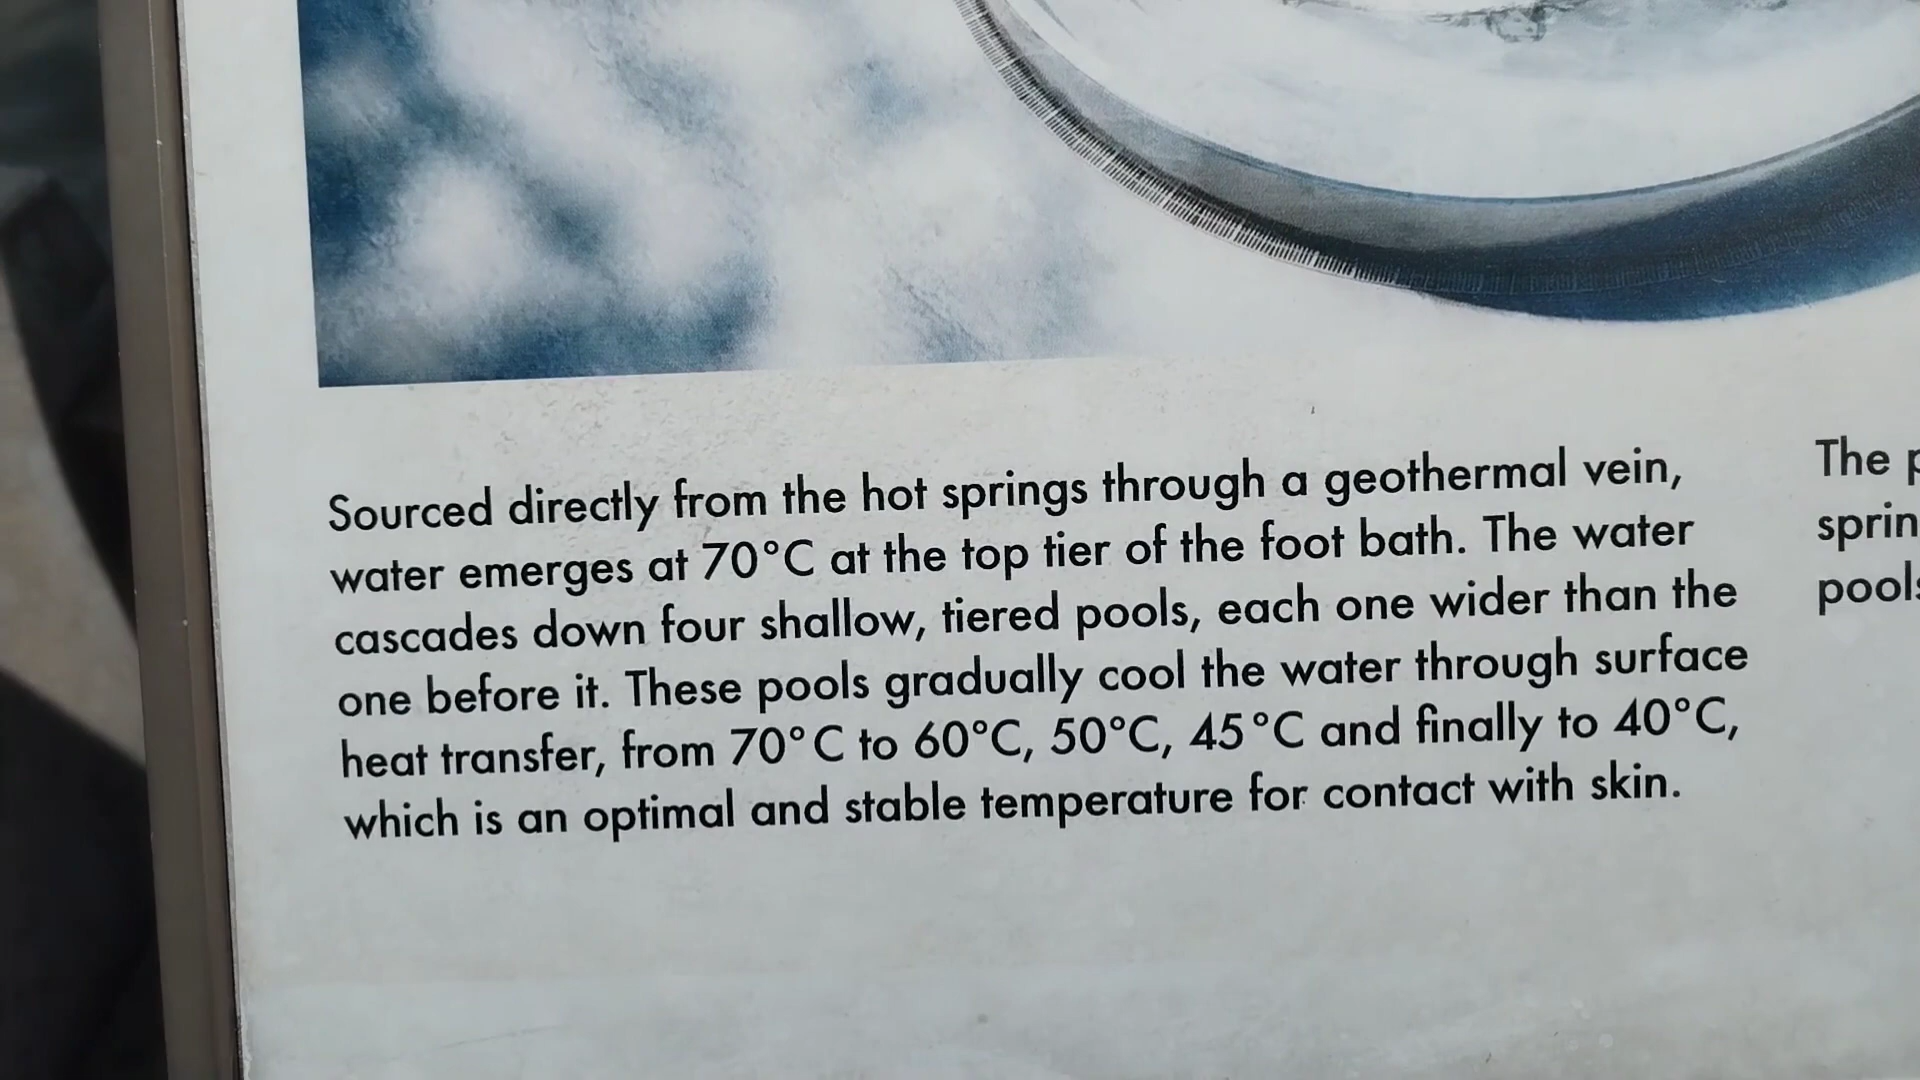 Sourced directly from the hot springs through a geothermal vein,
water emerges at 70°C at the top tier of the foot bath. The water
cascades down four shallow, tiered pools, each one wider than the
one before it. These pools gradually cool the water through surface
heat transfer, from 70°C to 60°C, 50°C, 45°C and finally to 40°C,
which is an optimal and stable temperature for contact with skin.
The